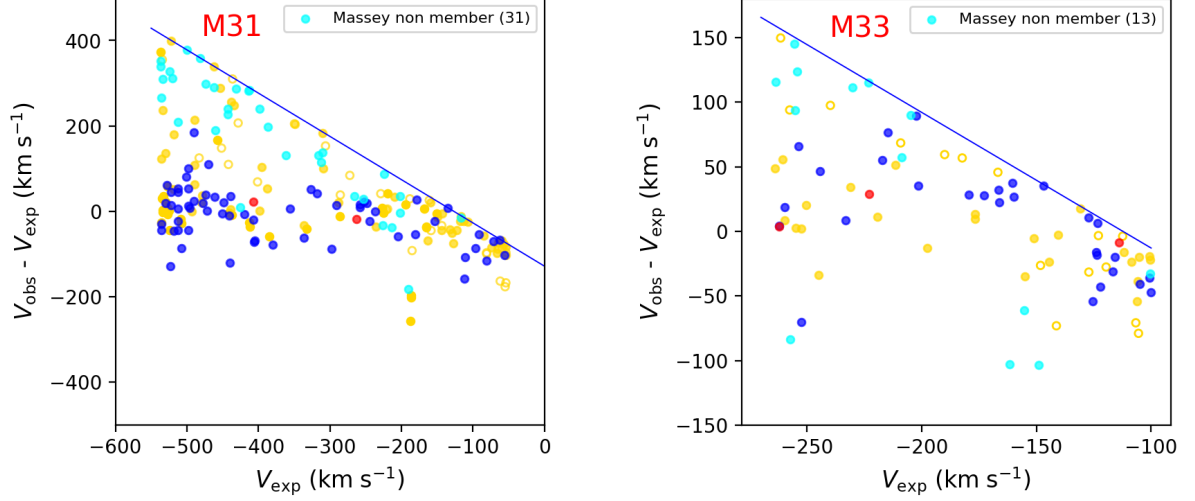 M31
Massey non member (31)
400
200
0
−200
−400
V_obs - V_exp (km s⁻¹)
−600
−500
−400
−300
−200
−100
0
V_exp (km s⁻¹)
M33
Massey non member (13)
150
100
50
0
−50
−100
−150
V_obs - V_exp (km s⁻¹)
−250
−200
−150
−100
V_exp (km s⁻¹)